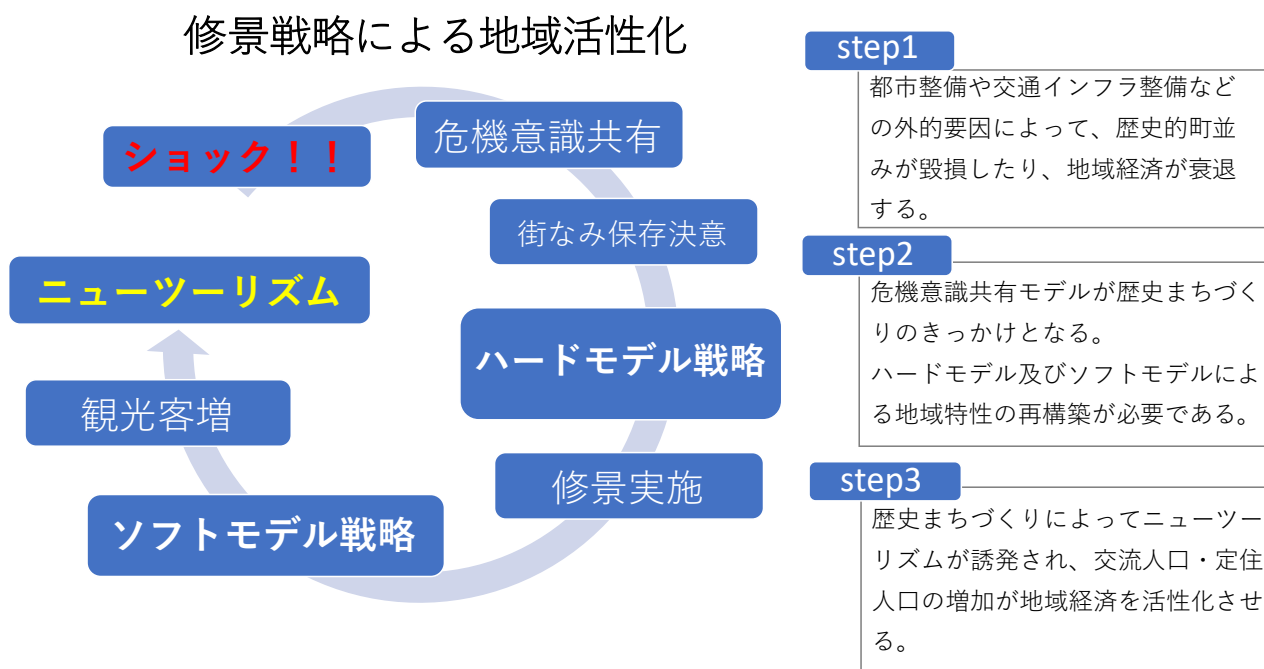 修景戦略による地域活性化
ショック！！
危機意識共有
街なみ保存決意
ハードモデル戦略
修景実施
ソフトモデル戦略
観光客増
ニューツーリズム
step1
都市整備や交通インフラ整備など
の外的要因によって、歴史的町並
みが毀損したり、地域経済が衰退
する。
step2
危機意識共有モデルが歴史まちづく
りのきっかけとなる。
ハードモデル及びソフトモデルによ
る地域特性の再構築が必要である。
step3
歴史まちづくりによってニューツー
リズムが誘発され、交流人口・定住
人口の増加が地域経済を活性化させ
る。